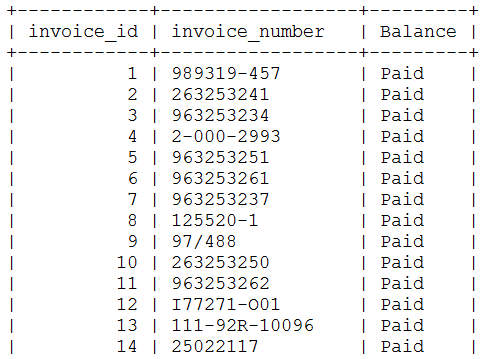 +------------+------------------+---------+
| invoice_id | invoice_number | Balance |
+------------+------------------+---------+
| 1 | 989319-457 | Paid |
| 2 | 263253241 | Paid |
| 3 | 963253234 | Paid |
| 4 | 2-000-2993 | Paid |
| 5 | 963253251 | Paid |
| 6 | 963253261 | Paid |
| 7 | 963253237 | Paid |
| 8 | 125520-1 | Paid |
| 9 | 97/488 | Paid |
| 10 | 263253250 | Paid |
| 11 | 963253262 | Paid |
| 12 | I77271-O01 | Paid |
| 13 | 111-92R-10096 | Paid |
| 14 | 25022117 | Paid |